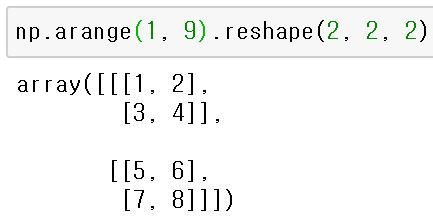 np.arange(1, 9).reshape(2, 2, 2)
array([[[1, 2],
        [3, 4]],

       [[5, 6],
        [7, 8]]])